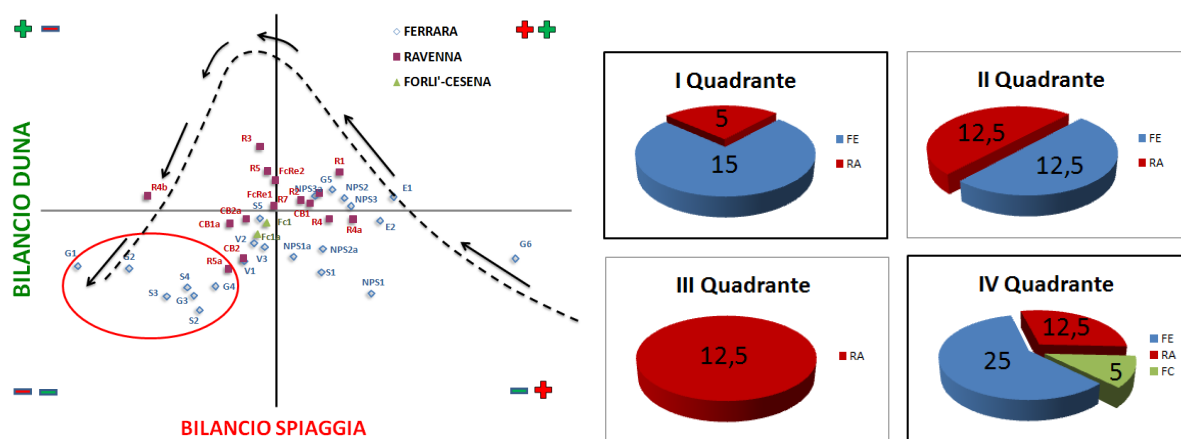 FERRARA
RAVENNA
FORLI'-CESENA
BILANCIO DUNA
BILANCIO SPIAGGIA
R3
R5
FcRe2
R1
G5
NPS3a
NPS2
E1
R4b
FcRe1
R2
R7
NPS3
CB1
CB2a
S5
CB1a
Fc1
R4
R4a
E2
V2
Fc1a
G1
G2
CB2
V3
NPS1a
NPS2a
G6
R5a
V1
S4
S1
S3
G3
G4
NPS1
S2
I Quadrante
5
15
FE
RA
II Quadrante
12,5
12,5
FE
RA
III Quadrante
12,5
RA
IV Quadrante
12,5
25
5
FE
RA
FC